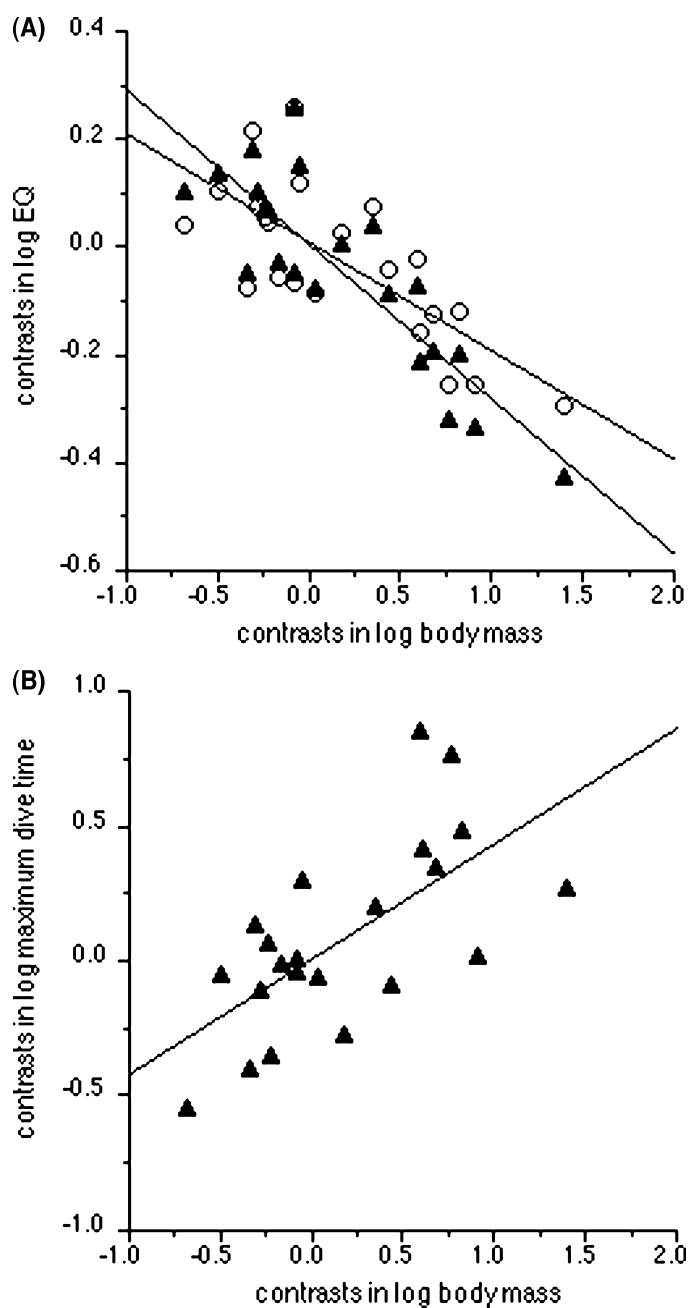 (A)
0.4
0.2
0.0
-0.2
-0.4
-0.6
contrasts in log EQ
-1.0 -0.5 0.0 0.5 1.0 1.5 2.0
contrasts in log body mass
(B)
1.0
0.5
0.0
-0.5
-1.0
contrasts in log maximum dive time
-1.0 -0.5 0.0 0.5 1.0 1.5 2.0
contrasts in log body mass